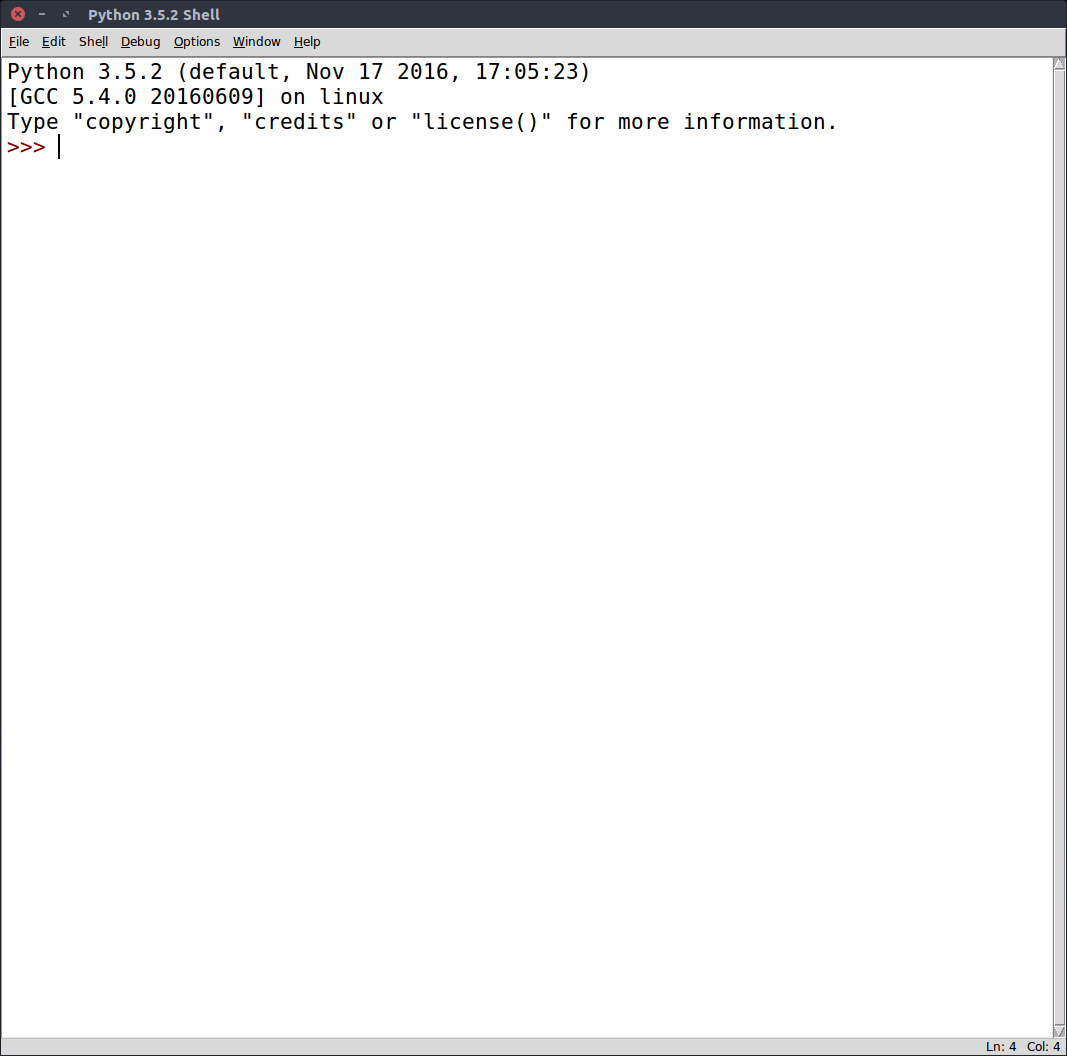 Python 3.5.2 Shell
File Edit Shell Debug Options Window Help
Python 3.5.2 (default, Nov 17 2016, 17:05:23)
[GCC 5.4.0 20160609] on linux
Type "copyright", "credits" or "license()" for more information.
>>>
Ln: 4 Col: 4